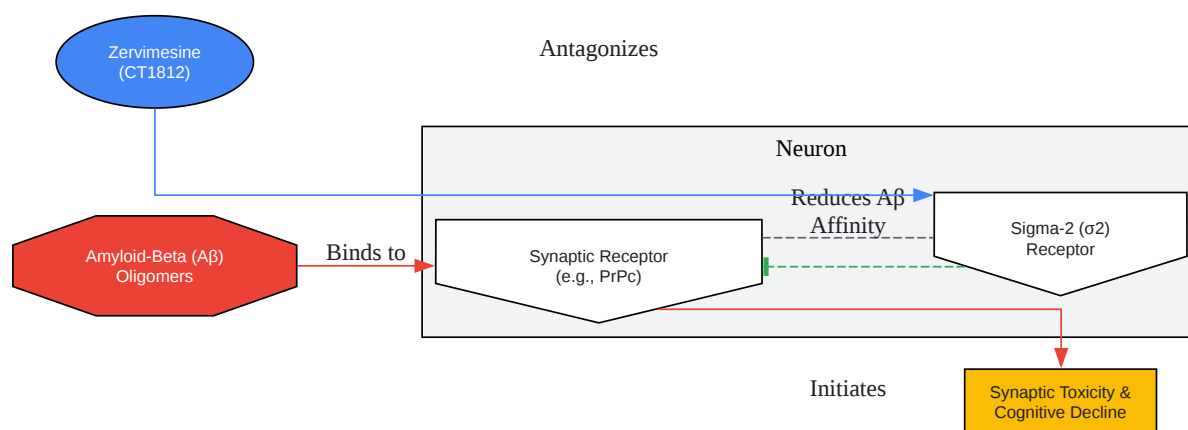 Zervimesine
(CT1812)
Antagonizes
Neuron
Reduces Aβ
Affinity
Amyloid-Beta (Aβ)
Oligomers
Binds to
Synaptic Receptor
(e.g., PrPc)
Sigma-2 (σ2)
Receptor
Initiates
Synaptic Toxicity &
Cognitive Decline